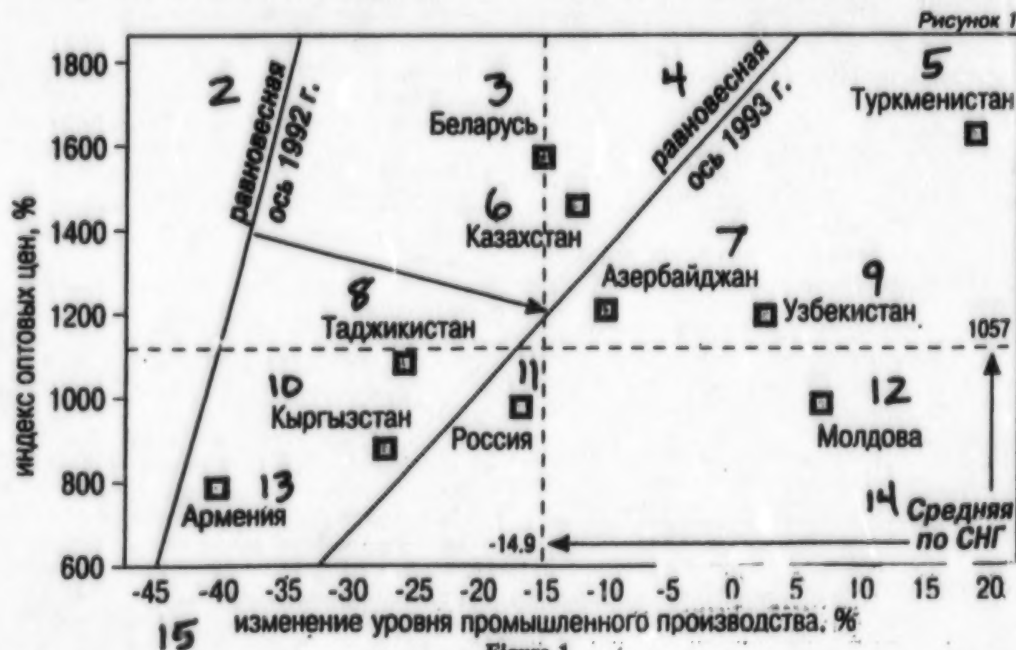 Рисунок 1
1800
1600
1400
1200
1000
800
600
индекс оптовых цен, %
2
равновесная
ось 1992 г.
3
Беларусь
4
равновесная
ось 1993 г.
5
Туркменистан
6
Казахстан
7
Азербайджан
8
Таджикистан
9
Узбекистан
1057
10
Кыргызстан
11
Россия
12
Молдова
13
Армения
14 Средняя
по СНГ
-14.9
-45 -40 -35 -30 -25 -20 -15 -10 -5 0 5 10 15 20
15
изменение уровня промышленного производства, %
Figure 1